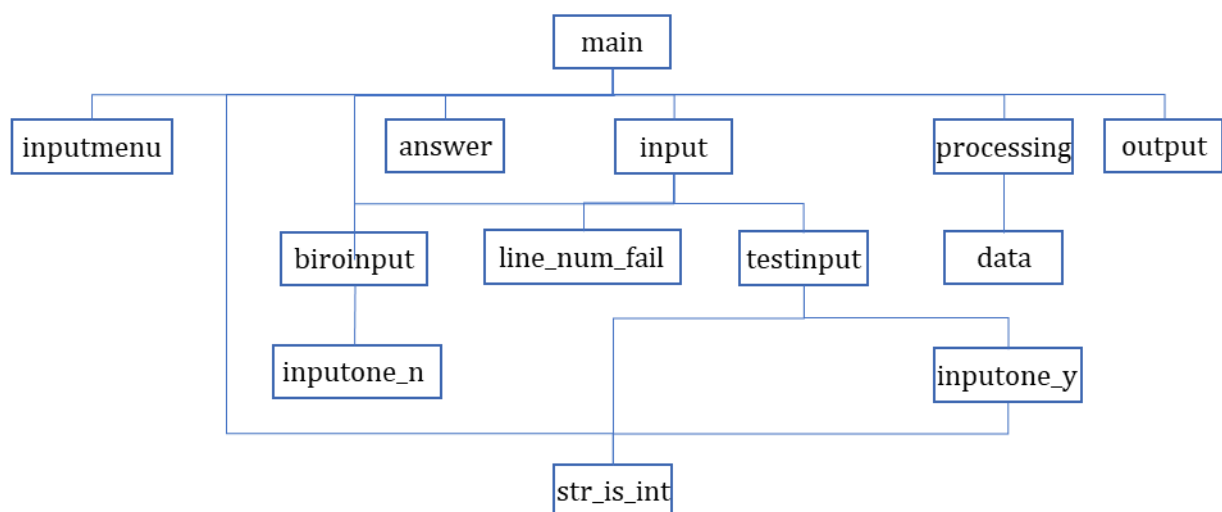 main
inputmenu
answer
input
processing
output
biroinput
line_num_fail
testinput
data
inputone_n
inputone_y
str_is_int